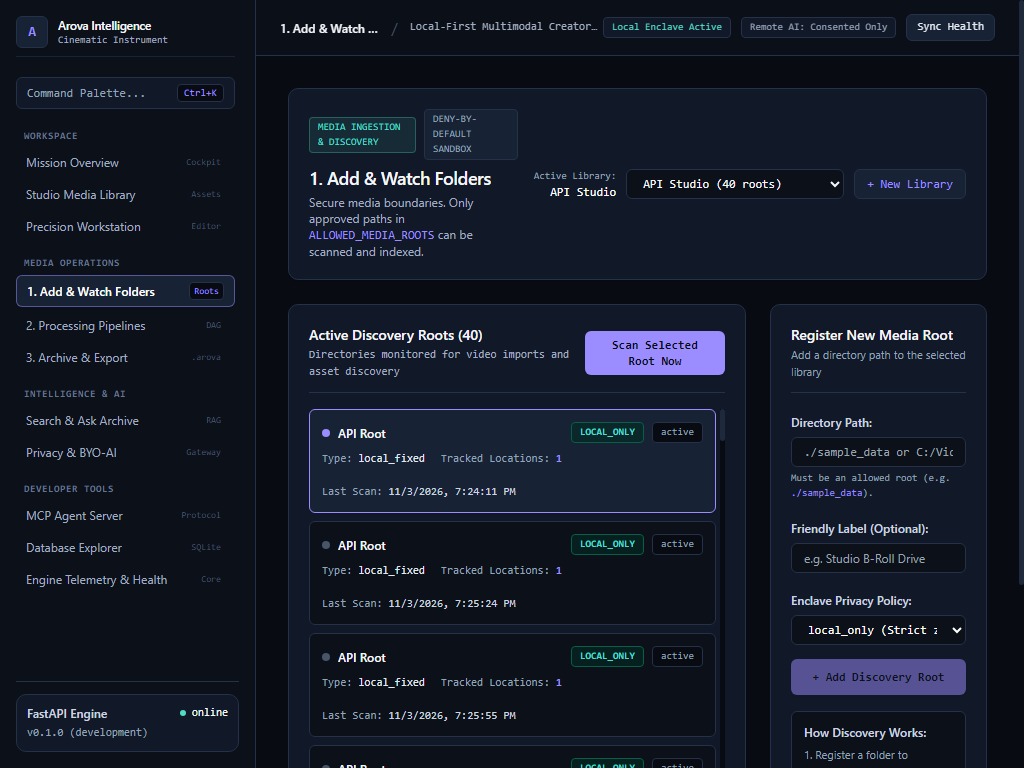 A
Arova Intelligence
Cinematic Instrument
Command Palette...
Ctrl+K
WORKSPACE
Mission Overview
Cockpit
Studio Media Library
Assets
Precision Workstation
Editor
MEDIA OPERATIONS
1. Add & Watch Folders
Roots
2. Processing Pipelines
DAG
3. Archive & Export
.arova
INTELLIGENCE & AI
Search & Ask Archive
RAG
Privacy & BYO-AI
Gateway
DEVELOPER TOOLS
MCP Agent Server
Protocol
Database Explorer
SQLite
Engine Telemetry & Health
Core
FastAPI Engine
online
v0.1.0 (development)
1. Add & Watch ...
/
Local-First Multimodal Creator…
Local Enclave Active
Remote AI: Consented Only
Sync Health
MEDIA INGESTION
& DISCOVERY
DENY-BY-
DEFAULT
SANDBOX
1. Add & Watch Folders
Secure media boundaries. Only
approved paths in
ALLOWED_MEDIA_ROOTS can be
scanned and indexed.
Active Library:
API Studio
API Studio (40 roots)
+ New Library
Active Discovery Roots (40)
Directories monitored for video imports and
asset discovery
Scan Selected
Root Now
API Root
LOCAL_ONLY
active
Type: local_fixed Tracked Locations: 1
Last Scan: 11/3/2026, 7:24:11 PM
API Root
LOCAL_ONLY
active
Type: local_fixed Tracked Locations: 1
Last Scan: 11/3/2026, 7:25:24 PM
API Root
LOCAL_ONLY
active
Type: local_fixed Tracked Locations: 1
Last Scan: 11/3/2026, 7:25:55 PM
API Root
LOCAL_ONLY
active
Register New Media Root
Add a directory path to the selected
library
Directory Path:
./sample_data or C:/Vic
Must be an allowed root (e.g.
./sample_data).
Friendly Label (Optional):
e.g. Studio B-Roll Drive
Enclave Privacy Policy:
local_only (Strict z
+ Add Discovery Root
How Discovery Works:
1. Register a folder to